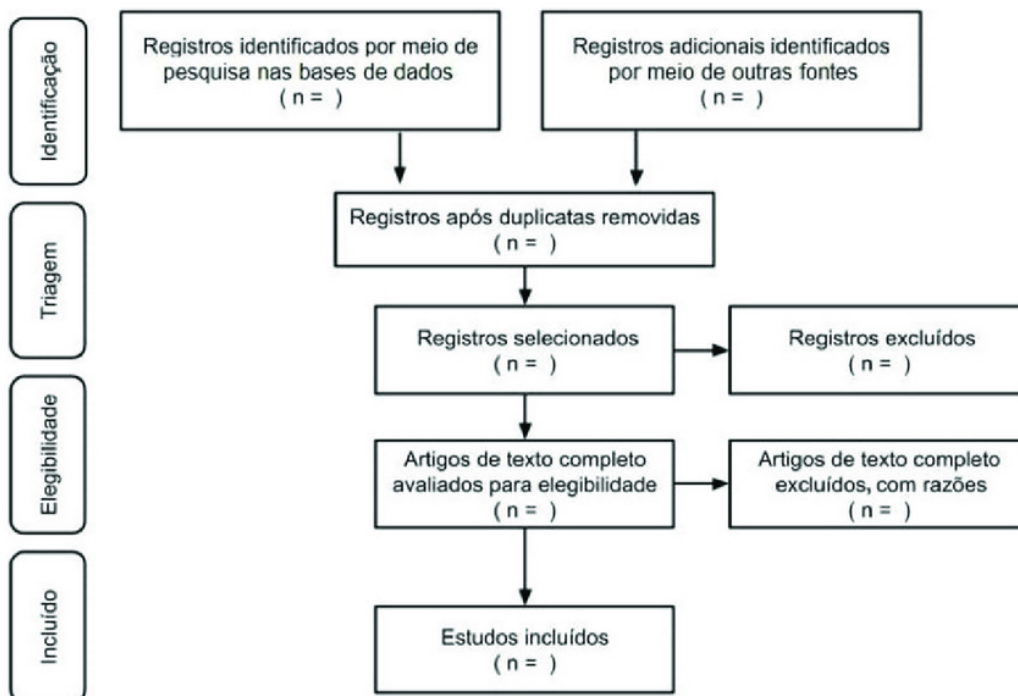 Identificação
Registros identificados por meio de
pesquisa nas bases de dados
( n = )
Registros adicionais identificados
por meio de outras fontes
( n = )
Triagem
Registros após duplicatas removidas
( n = )
Registros selecionados
( n = )
Registros excluídos
( n = )
Elegibilidade
Artigos de texto completo
avaliados para elegibilidade
( n = )
Artigos de texto completo
excluídos, com razões
( n = )
Incluído
Estudos incluídos
( n = )